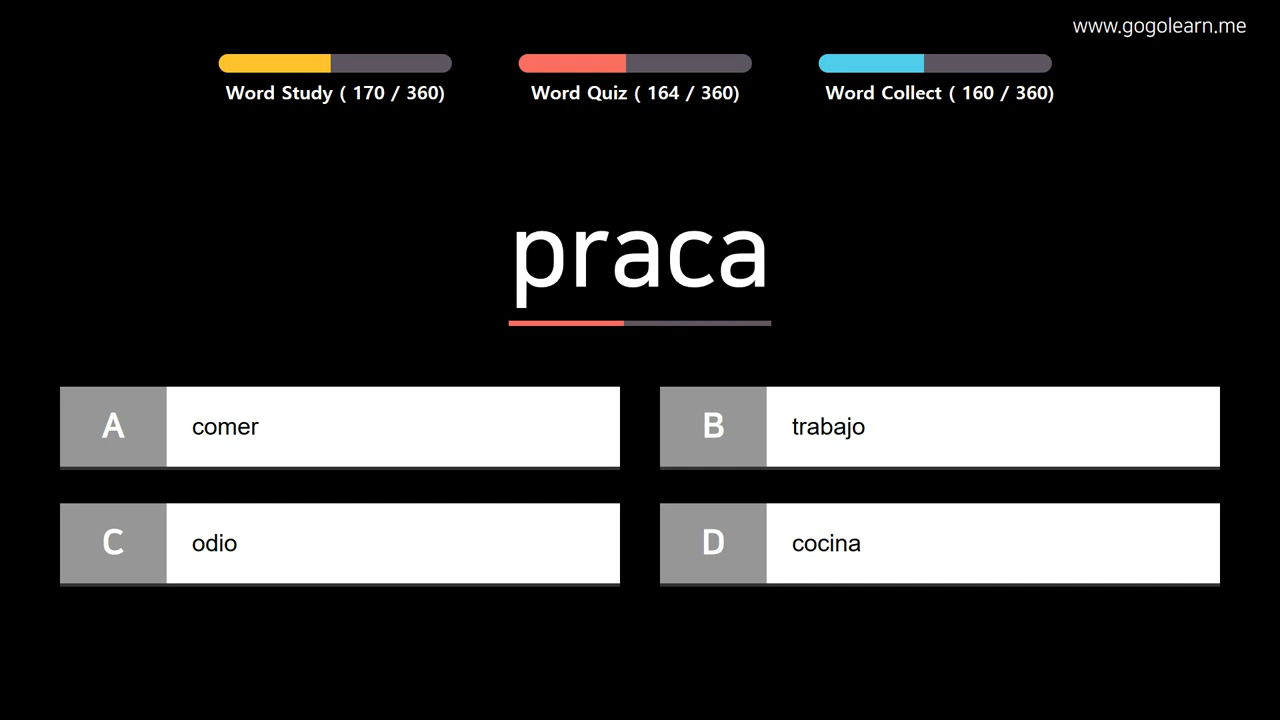 www.gogolearn.me
Word Study ( 170 / 360)
Word Quiz ( 164 / 360)
Word Collect ( 160 / 360)
praca
A comer
B trabajo
C odio
D cocina